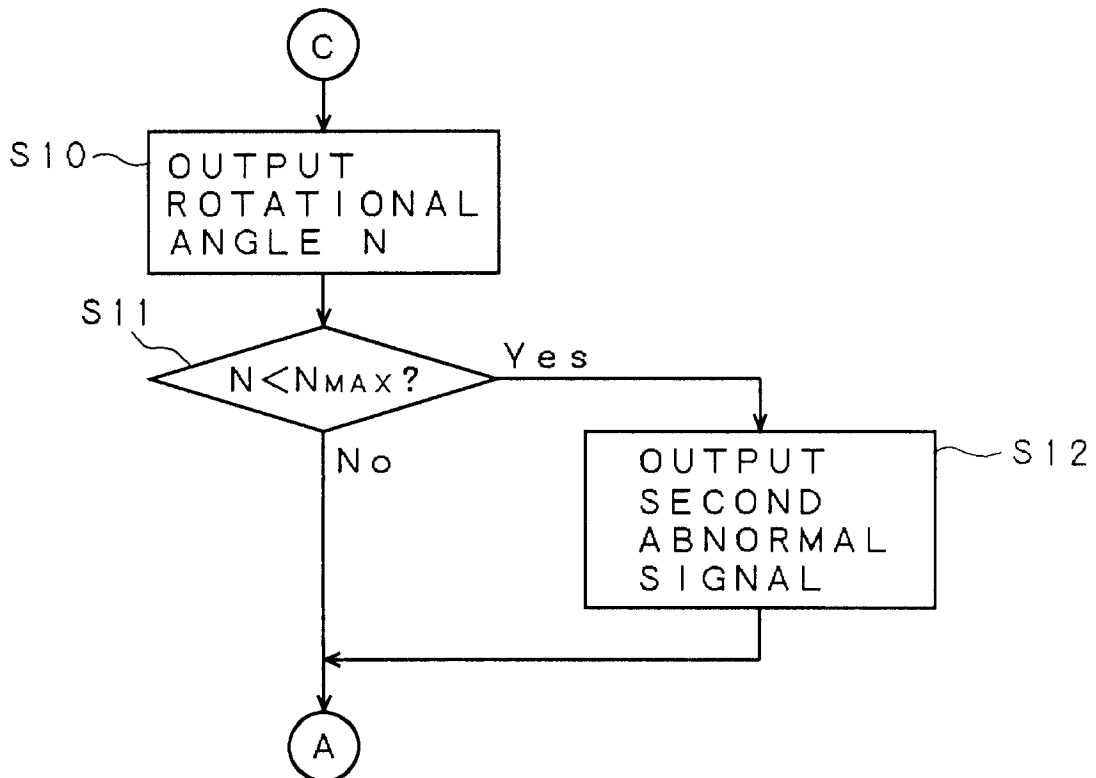 C
S10
OUTPUT
ROTATIONAL
ANGLE N
S11
N<NMAX?
Yes
No
S12
OUTPUT
SECOND
ABNORMAL
SIGNAL
A